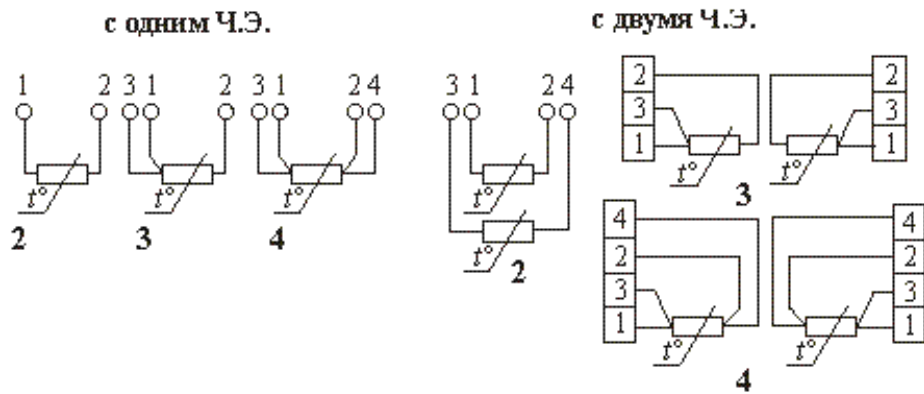 с одним Ч.Э.
с двумя Ч.Э.
1 2 3 1 2 3 1 2 4
t° t° t°
2 3 4
3 1 2 4
t°
t°
2
2 2
3 3
1 1
t° t°
3
4 4
2 2
3 3
1 1
t° t°
4